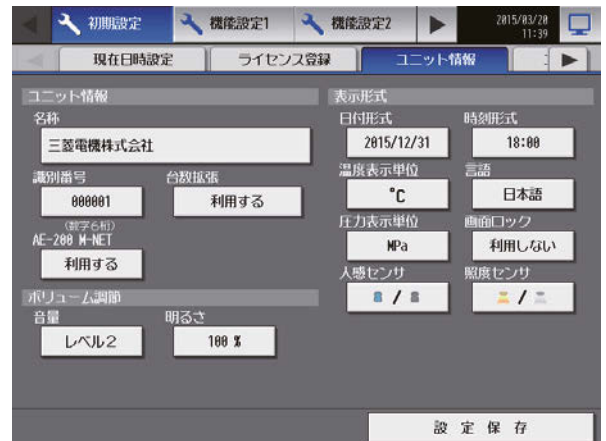 初期設定
機能設定1
機能設定2
2015/03/20
11:39
現在日時設定
ライセンス登録
ユニット情報
ユニット情報
名称
三菱電機株式会社
識別番号
台数拡張
000001
利用する
(数字6桁)
AE-200 M-NET
利用する
ボリューム調節
音量
明るさ
レベル2
100 %
表示形式
日付形式
時刻形式
2015/12/31
18:00
温度表示単位
言語
℃
日本語
圧力表示単位
画面ロック
MPa
利用しない
人感センサ
照度センサ
/
/
設定保存